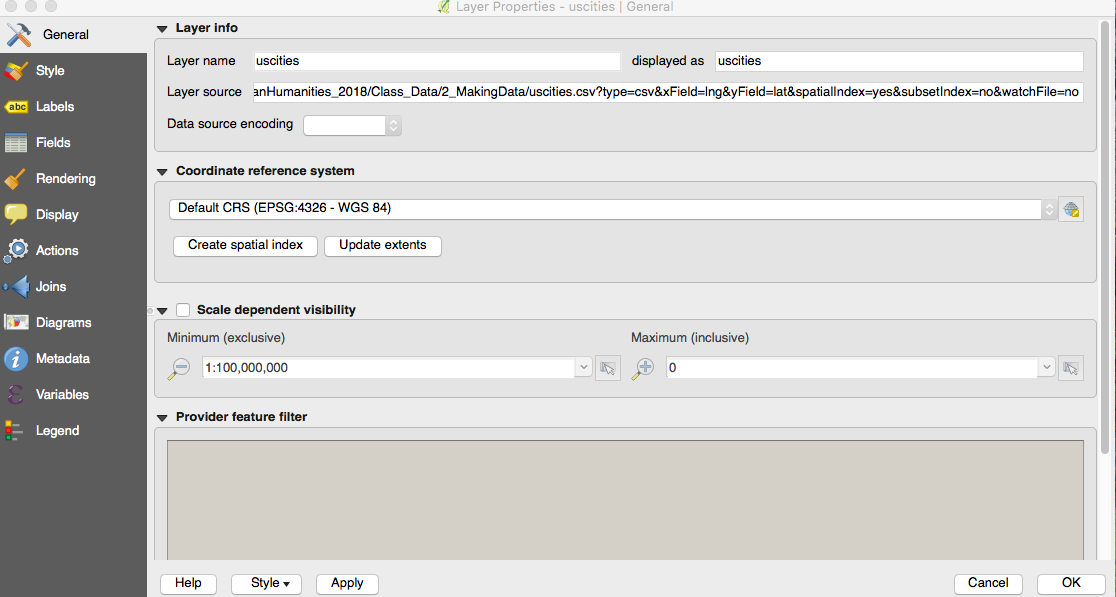 Layer Properties - uscities | General
General
Style
Labels
Fields
Rendering
Display
Actions
Joins
Diagrams
Metadata
Variables
Legend
abc
Layer info
Layer name uscities displayed as uscities
Layer source anHumanities_2018/Class_Data/2_MakingData/uscities.csv?type=csv&xField=lng&yField=lat&spatialIndex=yes&subsetIndex=no&watchFile=no
Data source encoding
Coordinate reference system
Default CRS (EPSG:4326 - WGS 84)
Create spatial index Update extents
Scale dependent visibility
Minimum (exclusive) Maximum (inclusive)
1:100,000,000 0
Provider feature filter
Help Style Apply Cancel OK